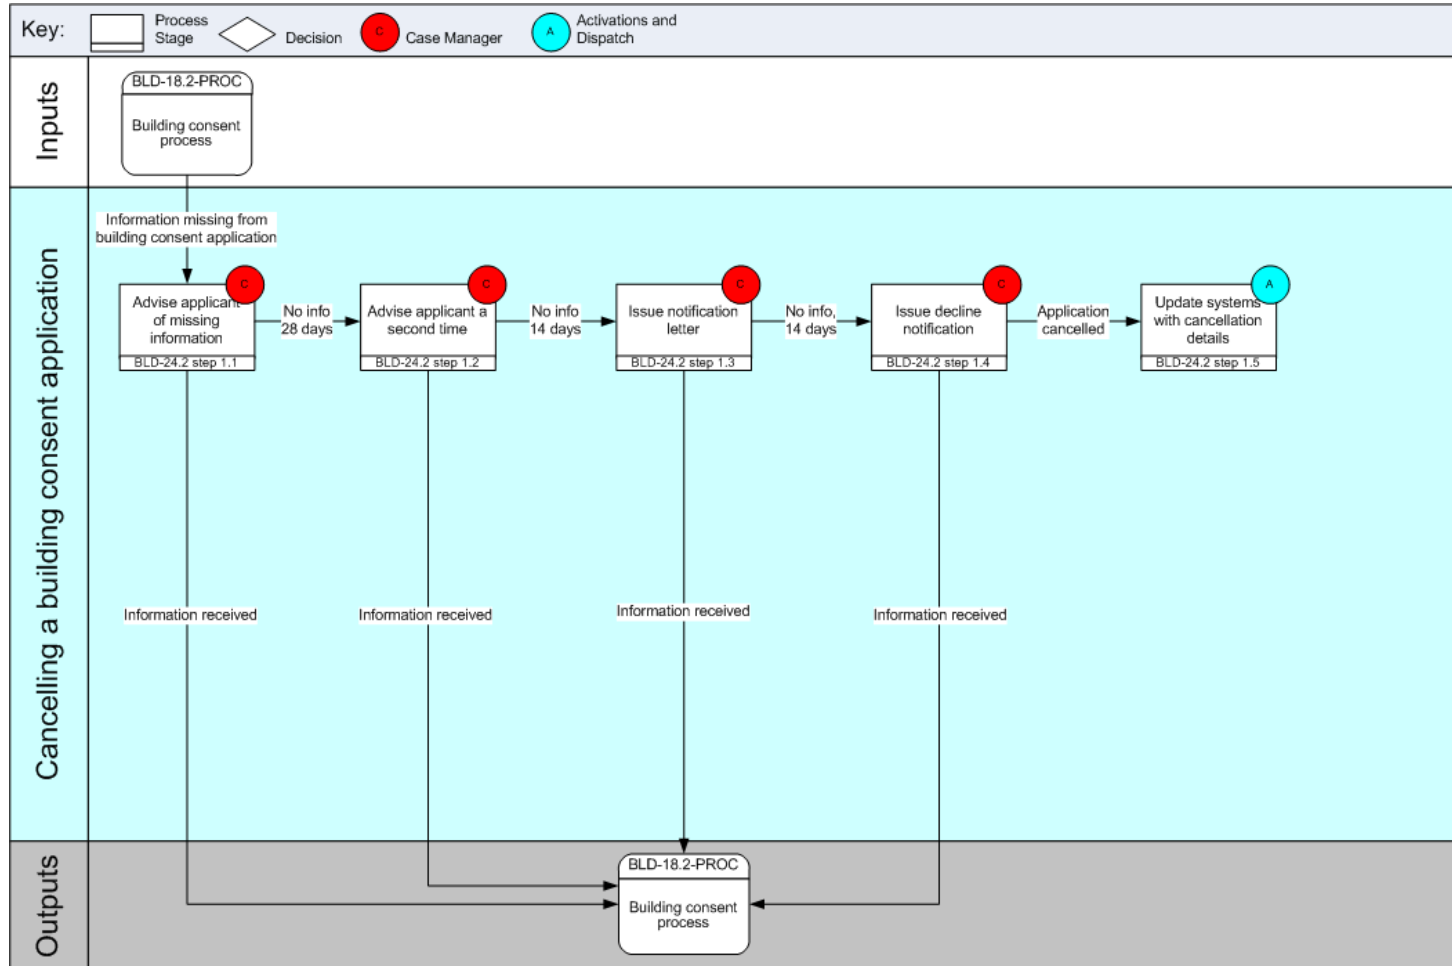 Key:
Process
Stage
Decision
C
Case Manager
A
Activations and
Dispatch
Inputs
BLD-18.2-PROC
Building consent
process
Cancelling a building consent application
Information missing from
building consent application
C
Advise applicant
of missing
information
BLD-24.2 step 1.1
No info
28 days
C
Advise applicant a
second time
BLD-24.2 step 1.2
No info
14 days
C
Issue notification
letter
BLD-24.2 step 1.3
No info,
14 days
C
Issue decline
notification
BLD-24.2 step 1.4
Application
cancelled
A
Update systems
with cancellation
details
BLD-24.2 step 1.5
Information received
Information received
Information received
Information received
Outputs
BLD-18.2-PROC
Building consent
process